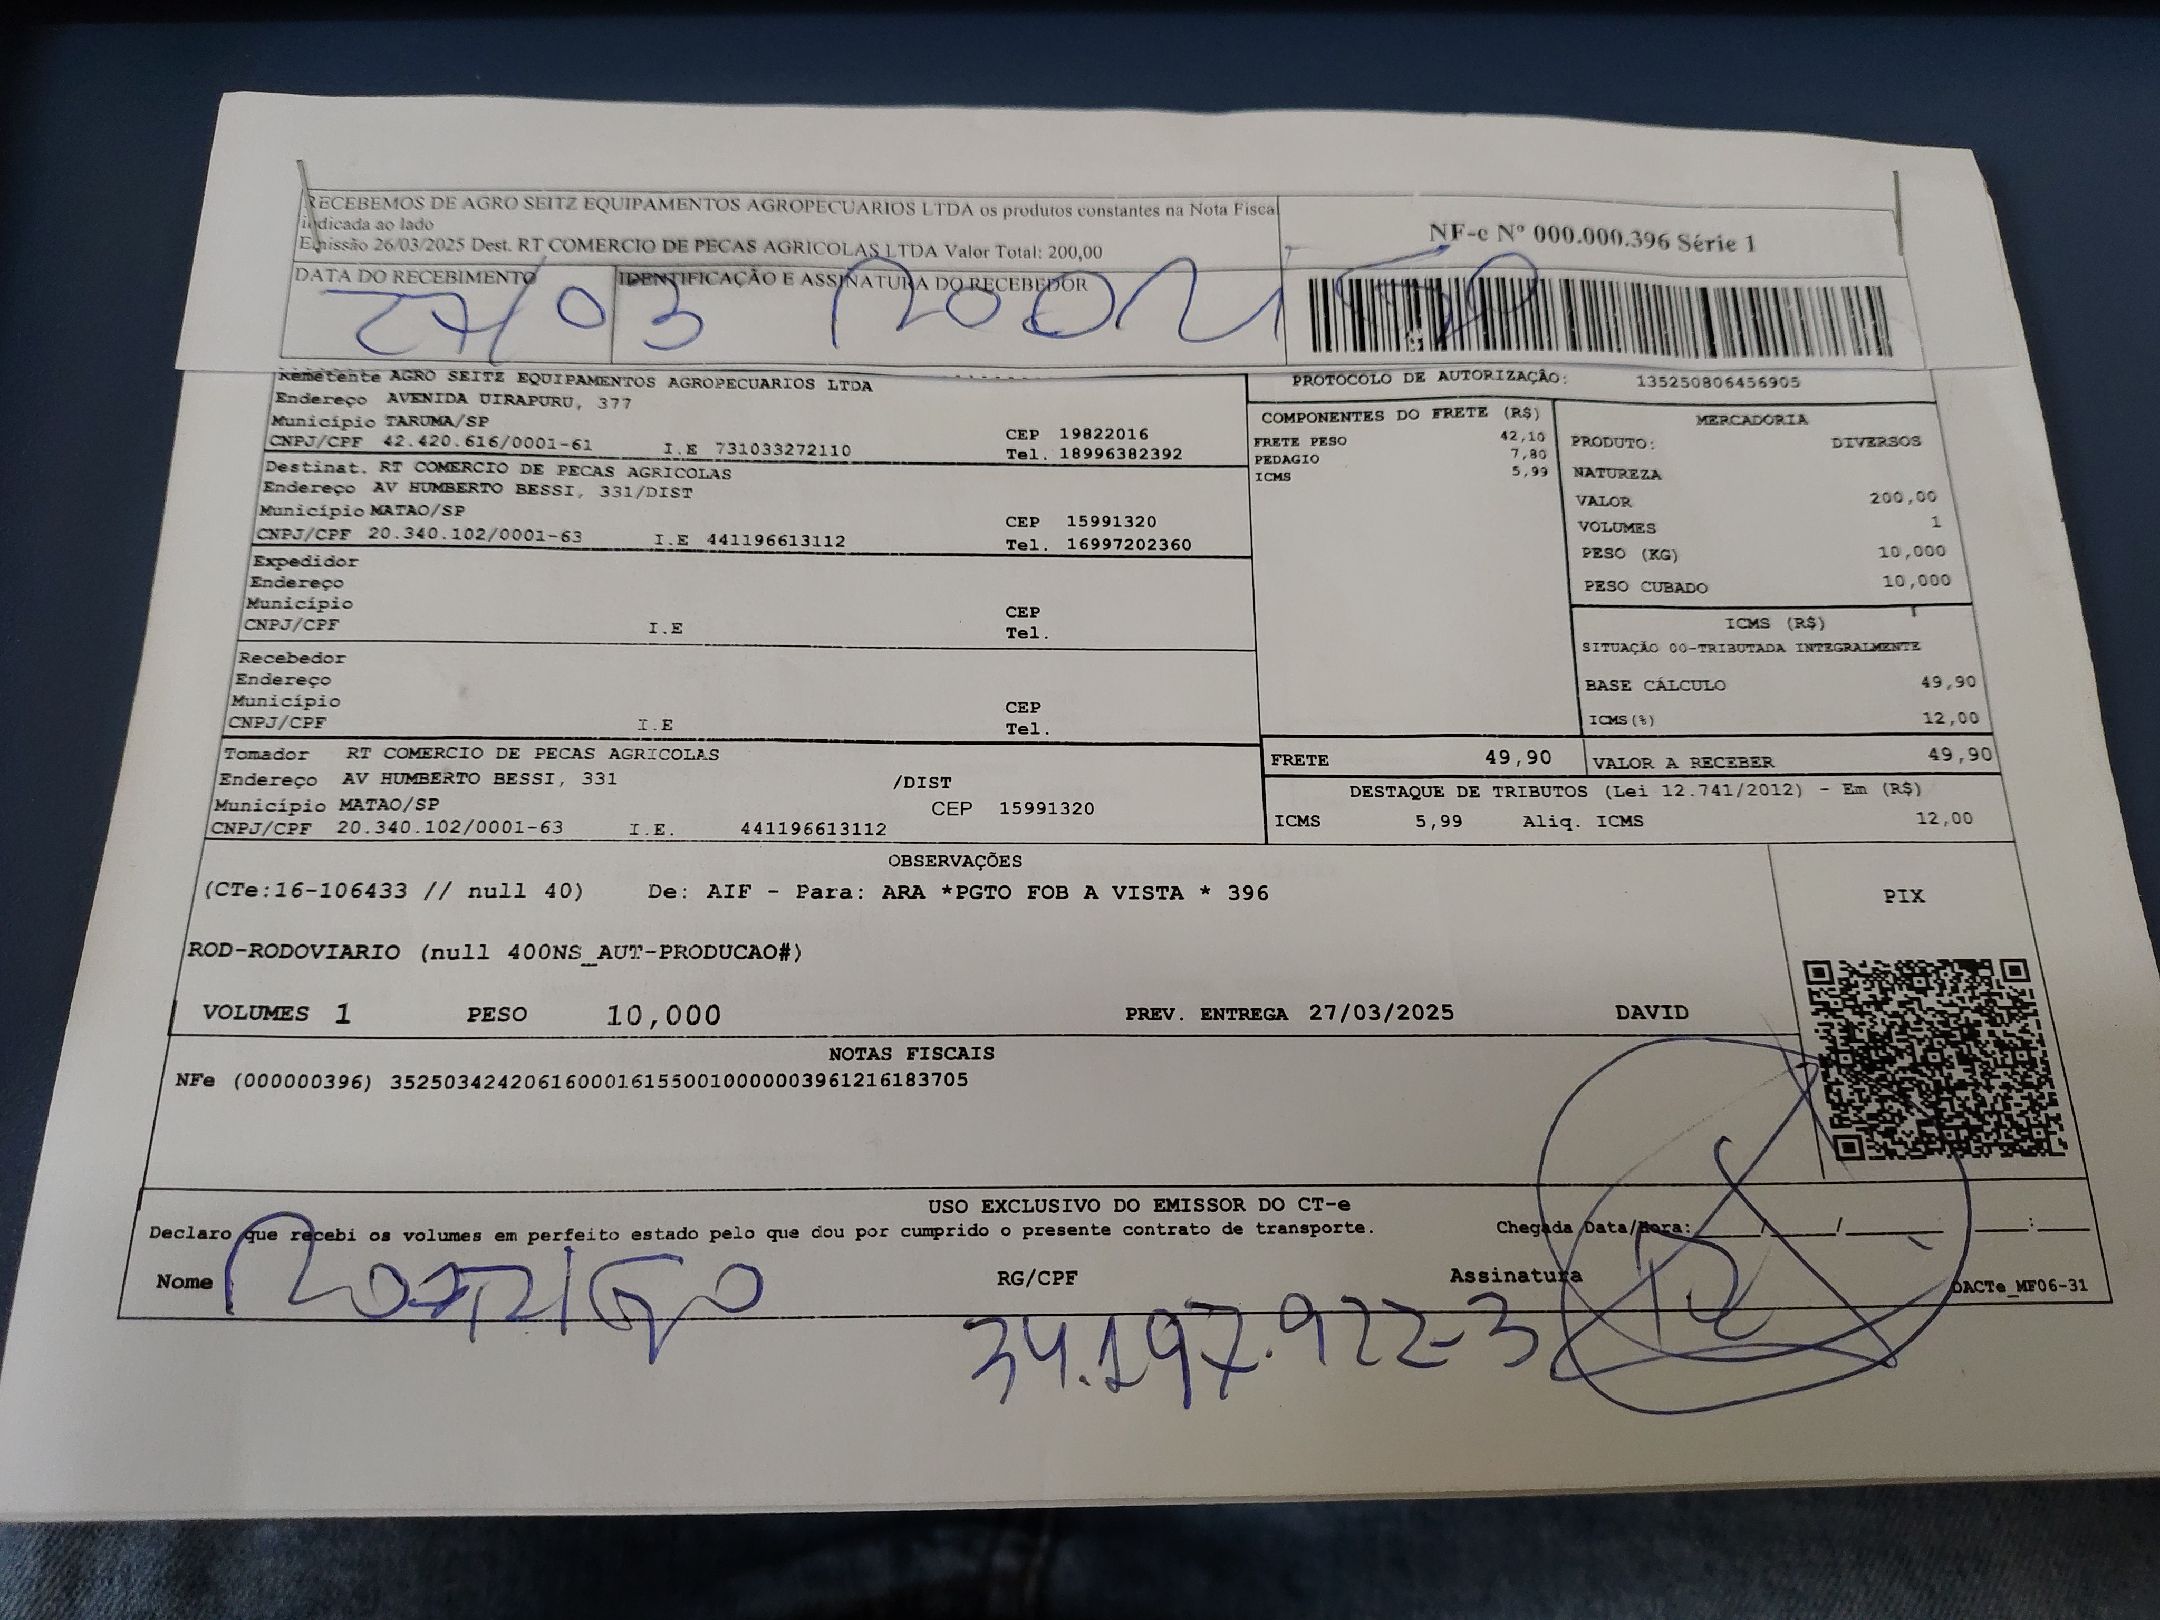 RECEBEMOS DE AGRO SEITZ EQUIPAMENTOS AGROPECUARIOS LTDA os produtos constantes na Nota Fiscal
indicada ao lado
Emissão 26/03/2025 Dest. RT COMERCIO DE PECAS AGRICOLAS LTDA Valor Total: 200,00
NF-e Nº 000.000.396 Série 1
DATA DO RECEBIMENTO
27/03
IDENTIFICAÇÃO E ASSINATURA DO RECEBEDOR
Remetente AGRO SEITZ EQUIPAMENTOS AGROPECUARIOS LTDA
Endereço AVENIDA UIRAPURU, 377
Município TARUMA/SP
CEP 19822016
CNPJ/CPF 42.420.616/0001-61 I.E 731033272110 Tel. 18996382392
Destinat. RT COMERCIO DE PECAS AGRICOLAS
Endereço AV HUMBERTO BESSI, 331/DIST
Município MATAO/SP CEP 15991320
CNPJ/CPF 20.340.102/0001-63 I.E 441196613112 Tel. 16997202360
Expedidor
Endereço
Município CEP
CNPJ/CPF I.E Tel.
Recebedor
Endereço
Município CEP
CNPJ/CPF I.E Tel.
Tomador RT COMERCIO DE PECAS AGRICOLAS
Endereço AV HUMBERTO BESSI, 331 /DIST
Município MATAO/SP CEP 15991320
CNPJ/CPF 20.340.102/0001-63 I.E. 441196613112
PROTOCOLO DE AUTORIZAÇÃO: 135250806456905
COMPONENTES DO FRETE (R$)
FRETE PESO 42,10
PEDAGIO 7,80
ICMS 5,99
MERCADORIA
PRODUTO: DIVERSOS
NATUREZA
VALOR 200,00
VOLUMES 1
PESO (KG) 10,000
PESO CUBADO 10,000
ICMS (R$)
SITUAÇÃO 00-TRIBUTADA INTEGRALMENTE
BASE CÁLCULO 49,90
ICMS(%) 12,00
FRETE 49,90 VALOR A RECEBER 49,90
DESTAQUE DE TRIBUTOS (Lei 12.741/2012) - Em (R$)
ICMS 5,99 Aliq. ICMS 12,00
OBSERVAÇÕES
(CTe:16-106433 // null 40) De: AIF - Para: ARA *PGTO FOB A VISTA * 396
ROD-RODOVIARIO (null 400NS_AUT-PRODUCAO#)
PIX
VOLUMES 1 PESO 10,000 PREV. ENTREGA 27/03/2025 DAVID
NOTAS FISCAIS
NFe (000000396) 35250342420616000161550010000003961216183705
USO EXCLUSIVO DO EMISSOR DO CT-e
Declaro que recebi os volumes em perfeito estado pelo que dou por cumprido o presente contrato de transporte. Chegada Data/Hora: / / :
Nome RODRIGO RG/CPF 34.197.922-3 Assinatura DACTe_MF06-31